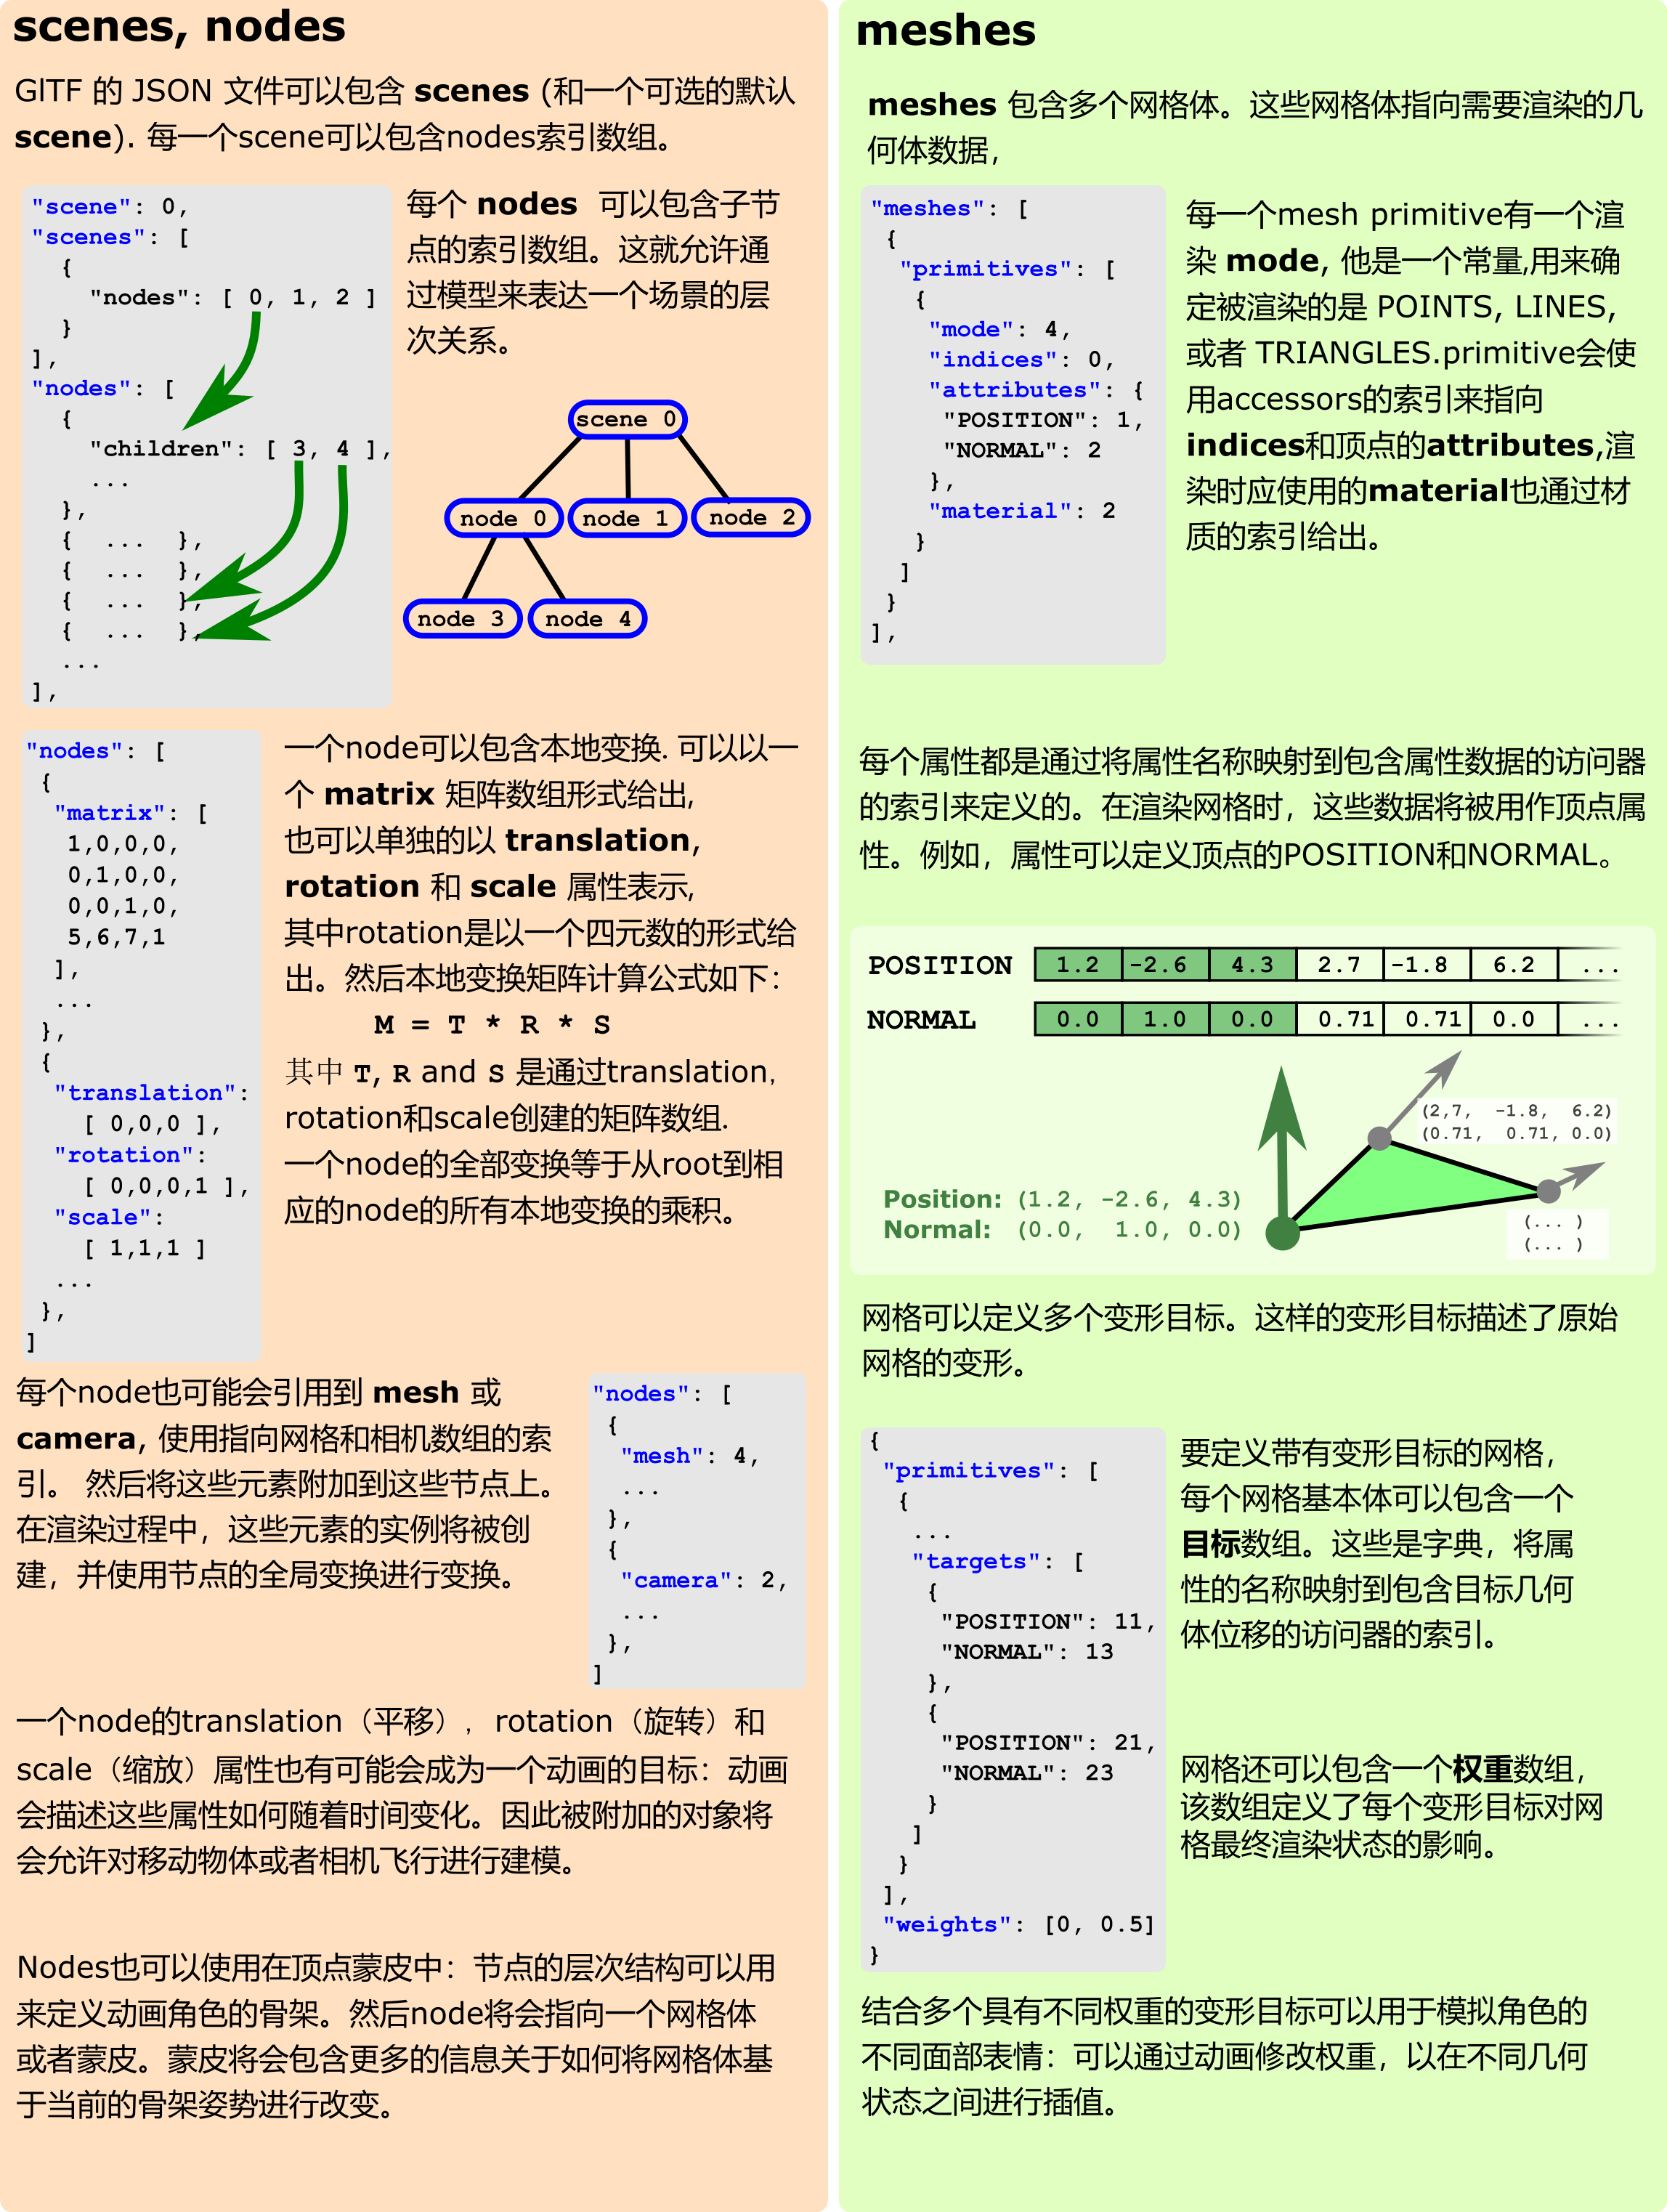 scenes, nodes
GlTF 的 JSON 文件可以包含 scenes (和一个可选的默认
scene). 每一个scene可以包含nodes索引数组。
"scene": 0,
"scenes": [
{
"nodes": [ 0, 1, 2 ]
}
],
"nodes": [
{
"children": [ 3, 4 ],
...
},
{ ... },
{ ... },
{ ... },
{ ... },
...
],
每个 nodes 可以包含子节
点的索引数组。这就允许通
过模型来表达一个场景的层
次关系。
scene 0
node 0
node 1
node 2
node 3
node 4
"nodes": [
{
"matrix": [
1,0,0,0,
0,1,0,0,
0,0,1,0,
5,6,7,1
],
...
},
{
"translation":
[ 0,0,0 ],
"rotation":
[ 0,0,0,1 ],
"scale":
[ 1,1,1 ]
...
},
]
一个node可以包含本地变换. 可以以一
个 matrix 矩阵数组形式给出,
也可以单独的以 translation,
rotation 和 scale 属性表示,
其中rotation是以一个四元数的形式给
出。然后本地变换矩阵计算公式如下：
M = T * R * S
其中 T, R and S 是通过translation,
rotation和scale创建的矩阵数组.
一个node的全部变换等于从root到相
应的node的所有本地变换的乘积。
每个node也可能会引用到 mesh 或
camera, 使用指向网格和相机数组的索
引。 然后将这些元素附加到这些节点上。
在渲染过程中，这些元素的实例将被创
建，并使用节点的全局变换进行变换。
"nodes": [
{
"mesh": 4,
...
},
{
"camera": 2,
...
},
]
一个node的translation（平移），rotation（旋转）和
scale（缩放）属性也有可能会成为一个动画的目标：动画
会描述这些属性如何随着时间变化。因此被附加的对象将
会允许对移动物体或者相机飞行进行建模。
Nodes也可以使用在顶点蒙皮中：节点的层次结构可以用
来定义动画角色的骨架。然后node将会指向一个网格体
或者蒙皮。蒙皮将会包含更多的信息关于如何将网格体基
于当前的骨架姿势进行改变。
meshes
meshes 包含多个网格体。这些网格体指向需要渲染的几
何体数据，
"meshes": [
{
"primitives": [
{
"mode": 4,
"indices": 0,
"attributes": {
"POSITION": 1,
"NORMAL": 2
},
"material": 2
}
]
}
],
每一个mesh primitive有一个渲
染 mode, 他是一个常量,用来确
定被渲染的是 POINTS, LINES,
或者 TRIANGLES.primitive会使
用accessors的索引来指向
indices和顶点的attributes,渲
染时应使用的material也通过材
质的索引给出。
每个属性都是通过将属性名称映射到包含属性数据的访问器
的索引来定义的。在渲染网格时，这些数据将被用作顶点属
性。例如，属性可以定义顶点的POSITION和NORMAL。
POSITION 1.2 -2.6 4.3 2.7 -1.8 6.2 ...
NORMAL 0.0 1.0 0.0 0.71 0.71 0.0 ...
(2,7, -1.8, 6.2)
(0.71, 0.71, 0.0)
Position: (1.2, -2.6, 4.3)
Normal: (0.0, 1.0, 0.0)
(... )
(... )
网格可以定义多个变形目标。这样的变形目标描述了原始
网格的变形。
{
"primitives": [
{
...
"targets": [
{
"POSITION": 11,
"NORMAL": 13
},
{
"POSITION": 21,
"NORMAL": 23
}
]
}
],
"weights": [0, 0.5]
}
要定义带有变形目标的网格，
每个网格基本体可以包含一个
目标数组。这些是字典，将属
性的名称映射到包含目标几何
体位移的访问器的索引。
网格还可以包含一个权重数组，
该数组定义了每个变形目标对网
格最终渲染状态的影响。
结合多个具有不同权重的变形目标可以用于模拟角色的
不同面部表情：可以通过动画修改权重，以在不同几何
状态之间进行插值。